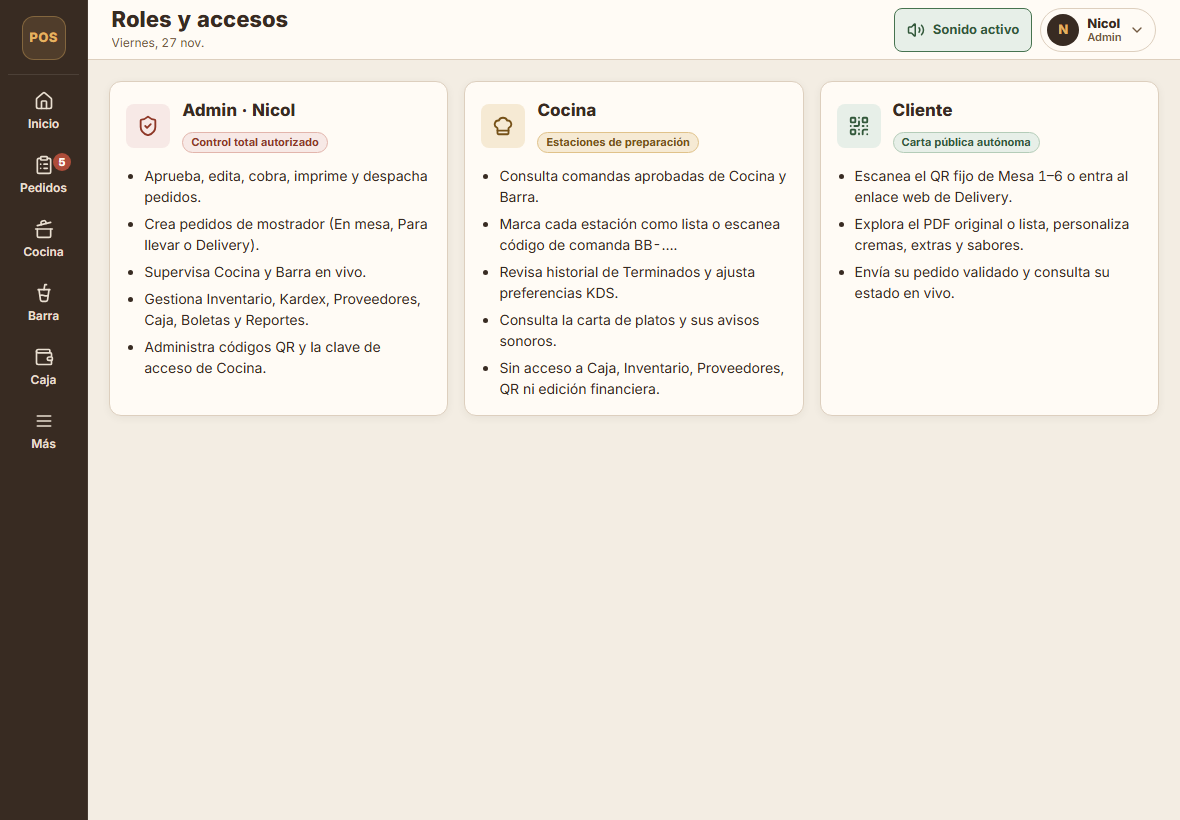 POS
Inicio
5
Pedidos
Cocina
Barra
Caja
Más
Roles y accesos
Viernes, 27 nov.
Sonido activo
N
Nicol
Admin
Admin · Nicol
Control total autorizado
• Aprueba, edita, cobra, imprime y despacha
pedidos.
• Crea pedidos de mostrador (En mesa, Para
llevar o Delivery).
• Supervisa Cocina y Barra en vivo.
• Gestiona Inventario, Kardex, Proveedores,
Caja, Boletas y Reportes.
• Administra códigos QR y la clave de
acceso de Cocina.
Cocina
Estaciones de preparación
• Consulta comandas aprobadas de Cocina y
Barra.
• Marca cada estación como lista o escanea
código de comanda BB-....
• Revisa historial de Terminados y ajusta
preferencias KDS.
• Consulta la carta de platos y sus avisos
sonoros.
• Sin acceso a Caja, Inventario, Proveedores,
QR ni edición financiera.
Cliente
Carta pública autónoma
• Escanea el QR fijo de Mesa 1–6 o entra al
enlace web de Delivery.
• Explora el PDF original o lista, personaliza
cremas, extras y sabores.
• Envía su pedido validado y consulta su
estado en vivo.